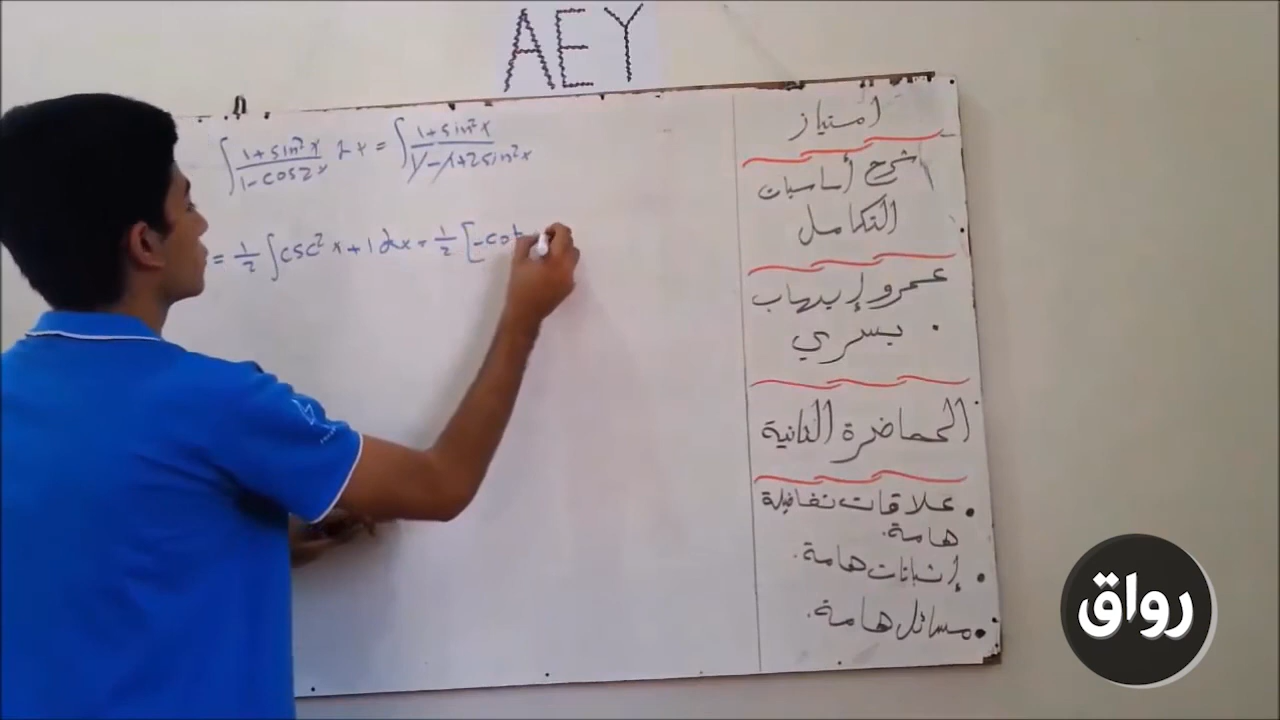 AEY
∫ 1+sin²x / 1-cos2x dx = ∫ 1+sin²x / 1-1+2sin²x
= 1/2 ∫ csc²x+1 dx = 1/2 [-cot
امتياز
شرح أساسيات
التكامل
عمرو إيهاب
يسري
المحاضرة الثانية
علاقات تفاضلية
هامة.
إثباتات هامة.
مسائل هامة.
رواق